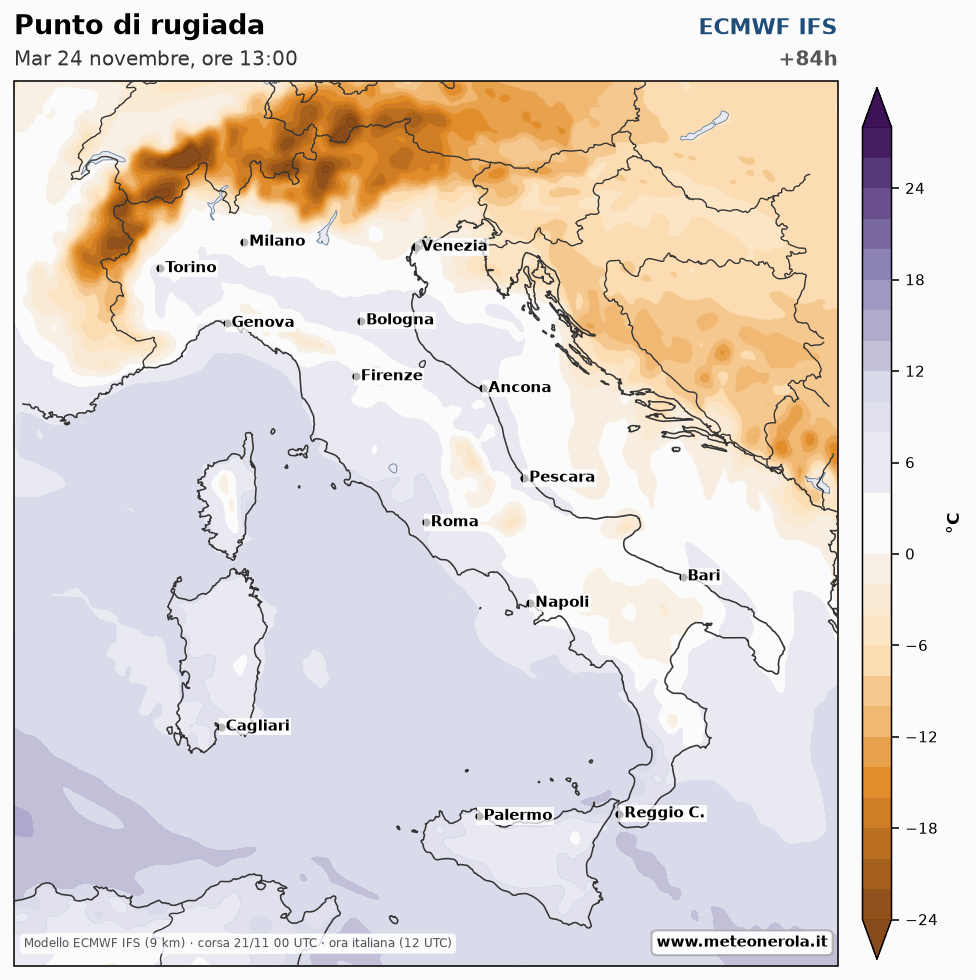 Punto di rugiada
ECMWF IFS
Mar 24 novembre, ore 13:00
+84h
Milano
Venezia
Torino
Genova
Bologna
Firenze
Ancona
Pescara
Roma
Bari
Napoli
Cagliari
Palermo
Reggio C.
24
18
12
6
0
−6
−12
−18
−24
°C
Modello ECMWF IFS (9 km) · corsa 21/11 00 UTC · ora italiana (12 UTC)
www.meteonerola.it